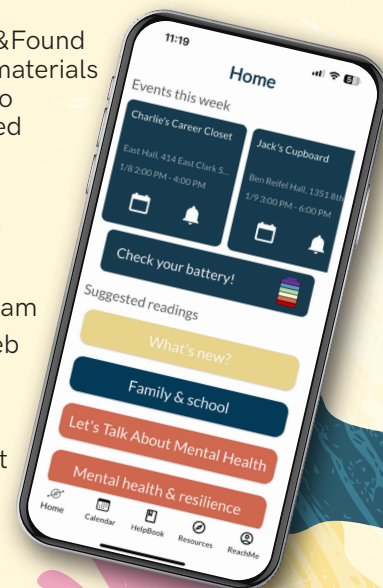 &Found
materials
o
ed
am
eb
t
11:19
Home
Events this week
Charlie's Career Closet
East Hall, 414 East Clark S...
1/8 2:00 PM - 4:00 PM
Jack's Cupboard
Ben Reifel Hall, 1351 8th
1/9 3:00 PM - 6:00 PM
Check your battery!
Suggested readings
What's new?
Family & school
Let's Talk About Mental Health
Mental health & resilience
Home
Calendar
HelpBook
Resources
ReachMe